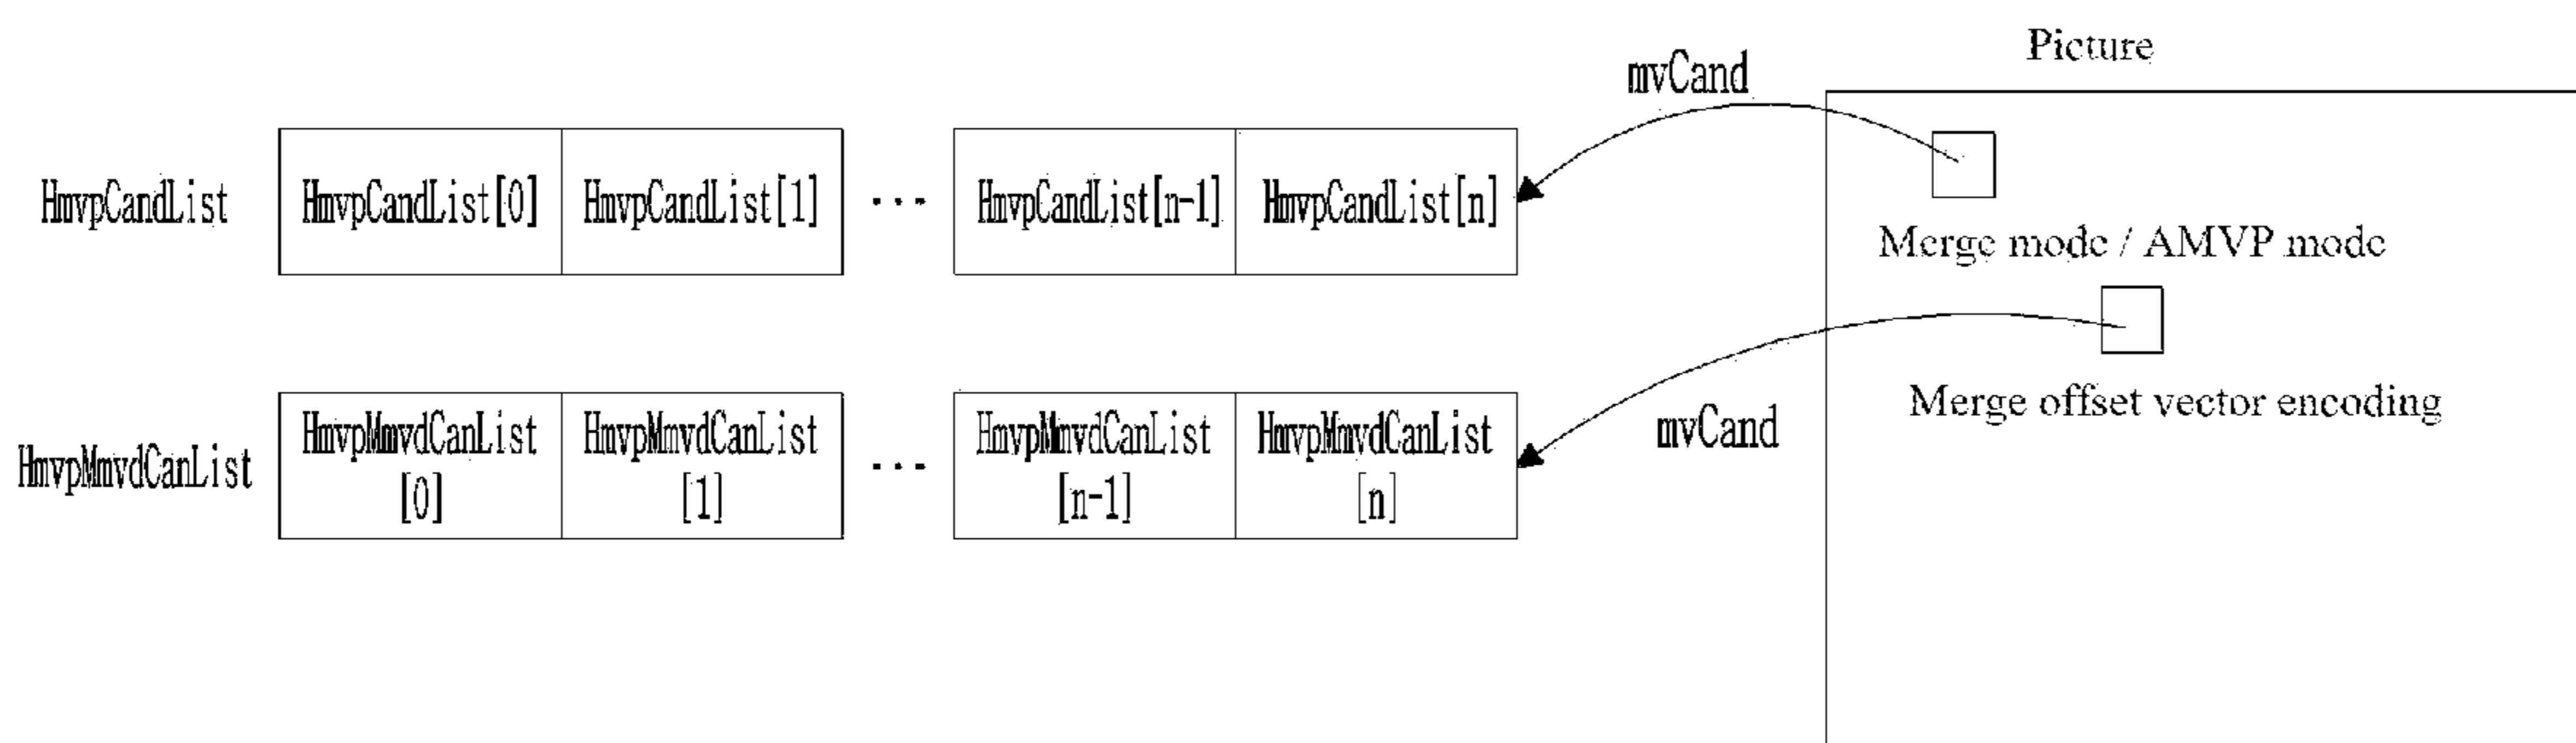 Picture
mvCand
HmvpCandList HmvpCandList[0] HmvpCandList[1] ... HmvpCandList[n-1] HmvpCandList[n]
Merge mode / AMVP mode
Merge offset vector encoding
mvCand
HmvpMmvdCanList HmvpMmvdCanList HmvpMmvdCanList ... HmvpMmvdCanList HmvpMmvdCanList
[0] [1] [n-1] [n]